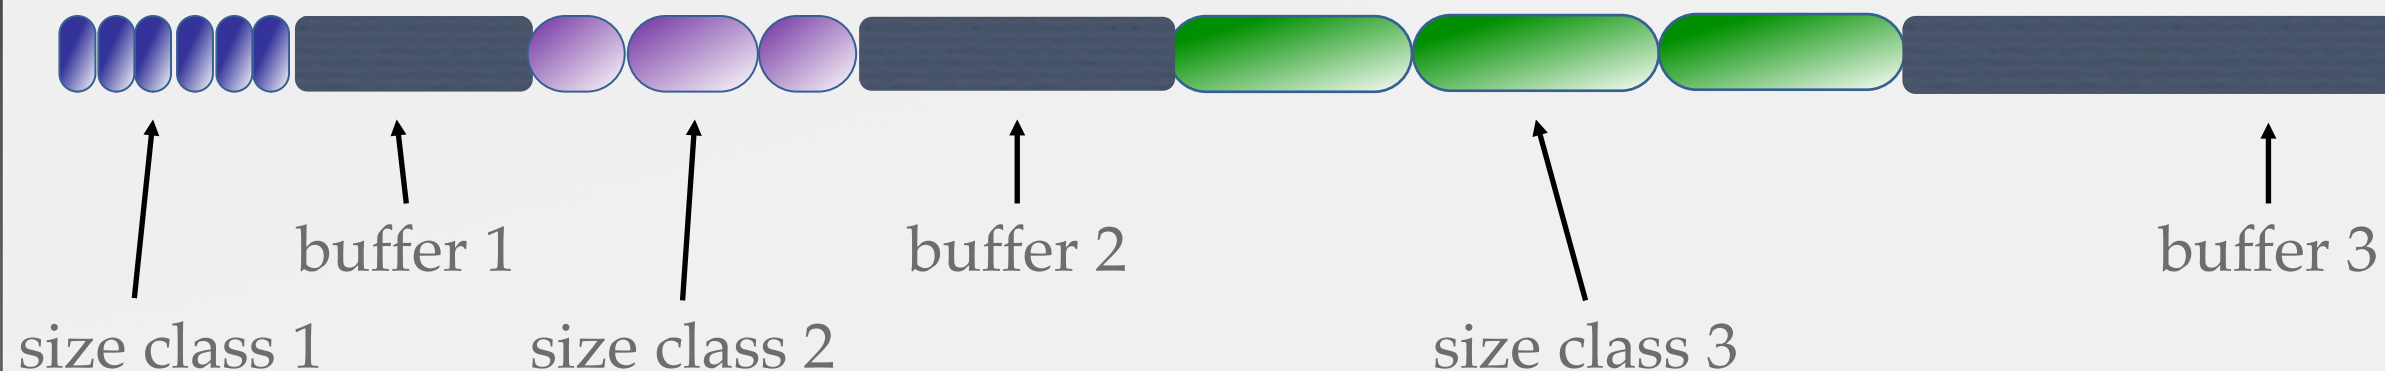 buffer 1
buffer 2
buffer 3
size class 1
size class 2
size class 3